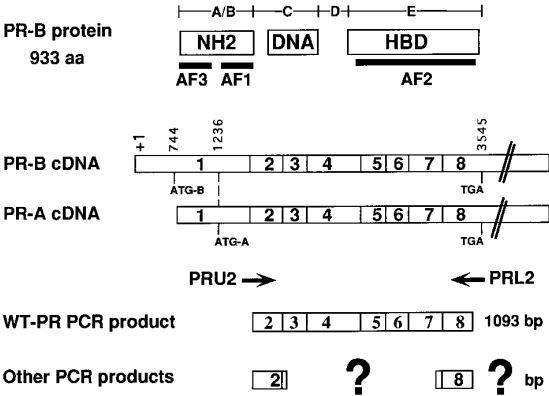 A/B C D E
PR-B protein NH2 DNA HBD
933 aa
AF3 AF1 AF2
+1 744 1236 3545
PR-B cDNA 1 2 3 4 5 6 7 8
ATG-B TGA
PR-A cDNA 1 2 3 4 5 6 7 8
ATG-A TGA
PRU2 PRL2
WT-PR PCR product 2 3 4 5 6 7 8 1093 bp
Other PCR products 2 ? 8 ? bp